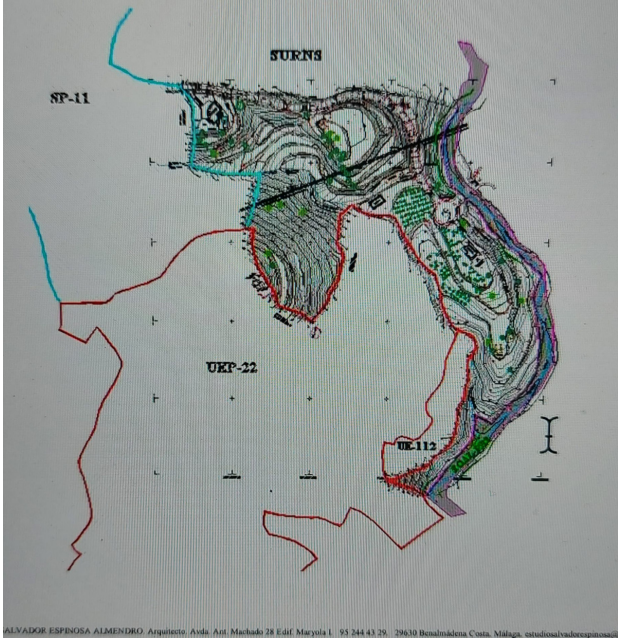 SURNS
SP-11
UEP-22
UE-112
SALVADOR ESPINOSA ALMENDRO. Arquitecto. Avda. Ant. Machado 28 Edif. Maryola I. 95 244 43 29. 29630 Benalmádena Costa, Málaga. estudiosalvadorespinosa@